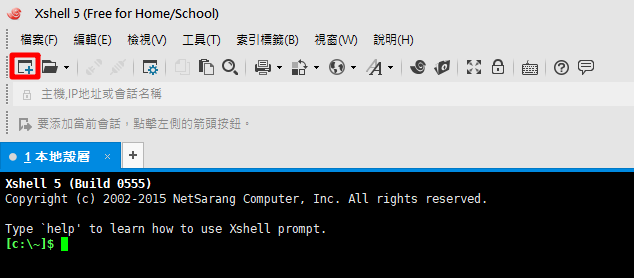 Xshell 5 (Free for Home/School)
檔案(F) 編輯(E) 檢視(V) 工具(T) 索引標籤(B) 視窗(W) 說明(H)
主機,IP地址或會話名稱
要添加當前會話，點擊左側的箭頭按鈕。
1 本地殼層 × +
Xshell 5 (Build 0555)
Copyright (c) 2002-2015 NetSarang Computer, Inc. All rights reserved.
Type `help' to learn how to use Xshell prompt.
[c:\~]$